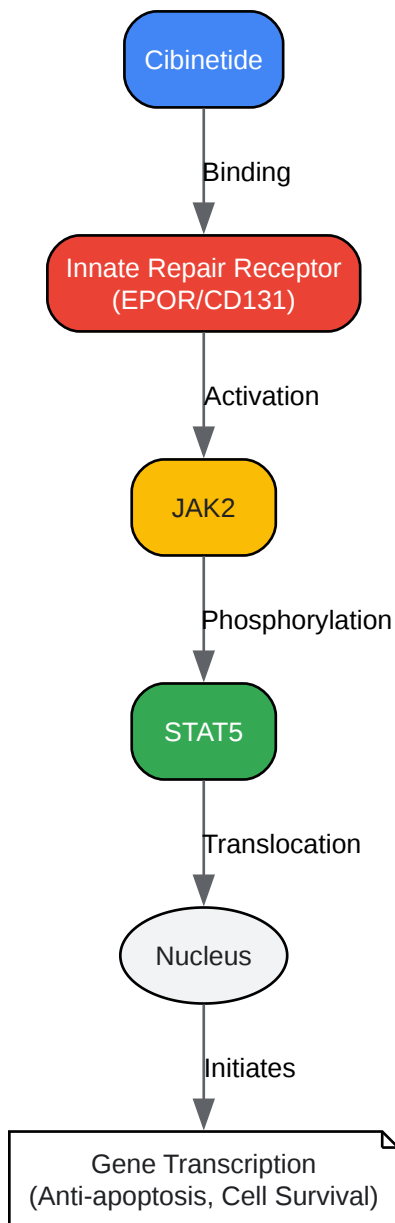 Cibinetide
Binding
Innate Repair Receptor
(EPOR/CD131)
Activation
JAK2
Phosphorylation
STAT5
Translocation
Nucleus
Initiates
Gene Transcription
(Anti-apoptosis, Cell Survival)